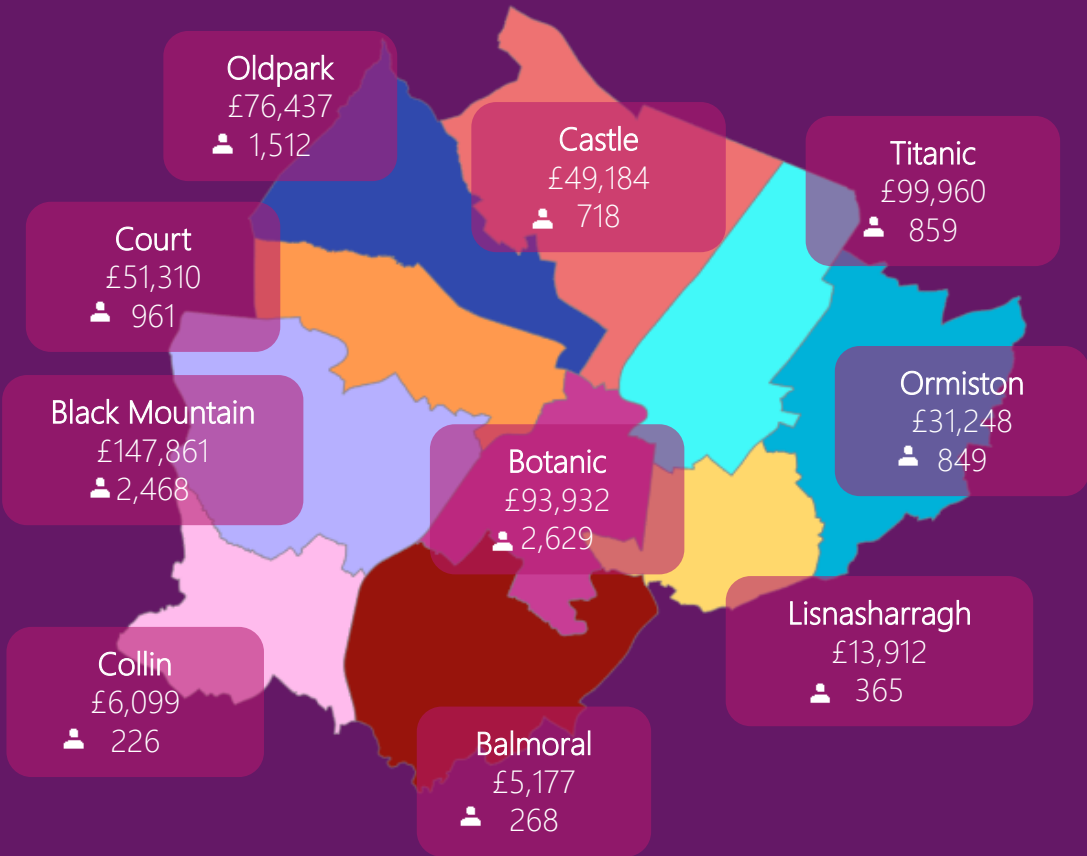 Oldpark
£76,437
1,512
Castle
£49,184
718
Titanic
£99,960
859
Court
£51,310
961
Ormiston
£31,248
849
Black Mountain
£147,861
2,468
Botanic
£93,932
2,629
Lisnasharragh
£13,912
365
Collin
£6,099
226
Balmoral
£5,177
268